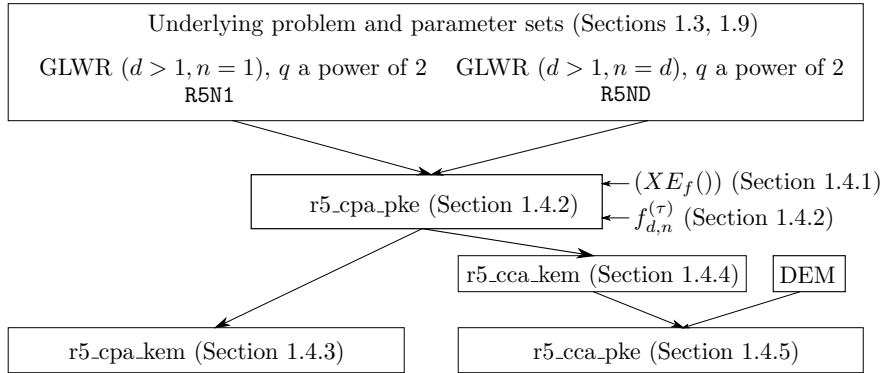 Underlying problem and parameter sets (Sections 1.3, 1.9)
GLWR (d > 1, n = 1), q a power of 2 GLWR (d > 1, n = d), q a power of 2
R5N1 R5ND
(XE_f()) (Section 1.4.1)
r5_cpa_pke (Section 1.4.2)
f_{d,n}^{(τ)} (Section 1.4.2)
r5_cca_kem (Section 1.4.4) DEM
r5_cpa_kem (Section 1.4.3) r5_cca_pke (Section 1.4.5)